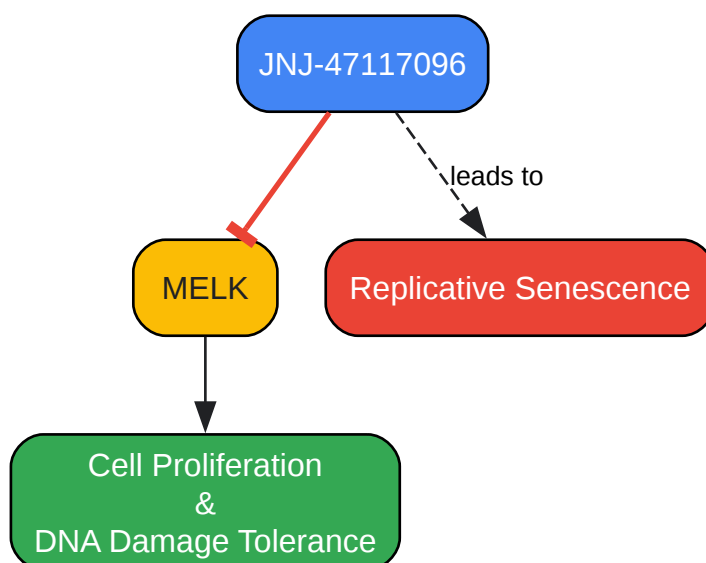 JNJ-47117096
leads to
MELK
Replicative Senescence
Cell Proliferation
&
DNA Damage Tolerance